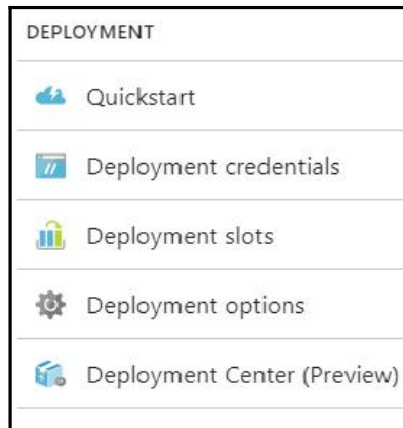 DEPLOYMENT
Quickstart
Deployment credentials
Deployment slots
Deployment options
Deployment Center (Preview)